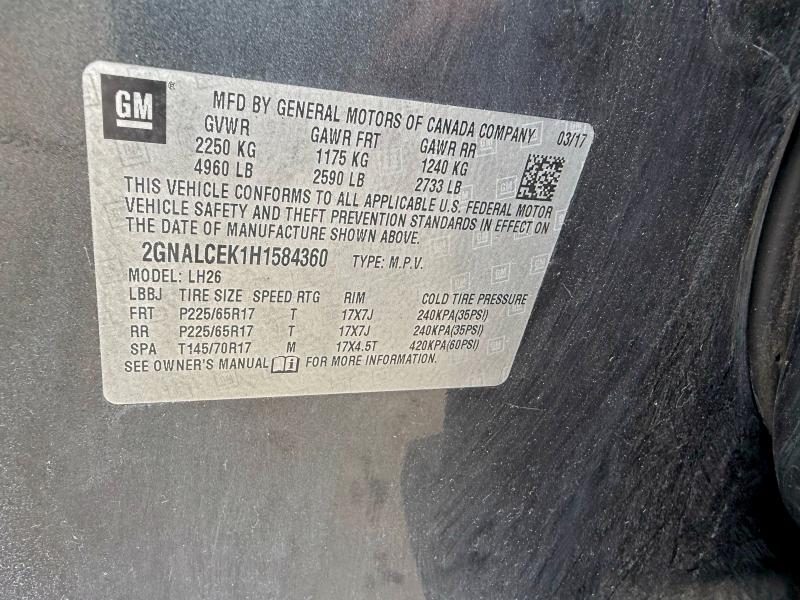 GM ®
MFD BY GENERAL MOTORS OF CANADA COMPANY 03/17
GVWR GAWR FRT GAWR RR
2250 KG 1175 KG 1240 KG
4960 LB 2590 LB 2733 LB
THIS VEHICLE CONFORMS TO ALL APPLICABLE U.S. FEDERAL MOTOR
VEHICLE SAFETY AND THEFT PREVENTION STANDARDS IN EFFECT ON
THE DATE OF MANUFACTURE SHOWN ABOVE.
2GNALCEK1H1584360 TYPE: M.P.V.
MODEL: LH26
LBBJ TIRE SIZE SPEED RTG RIM COLD TIRE PRESSURE
FRT P225/65R17 T 17X7J 240KPA(35PSI)
RR P225/65R17 T 17X7J 240KPA(35PSI)
SPA T145/70R17 M 17X4.5T 420KPA(60PSI)
SEE OWNER'S MANUAL FOR MORE INFORMATION.